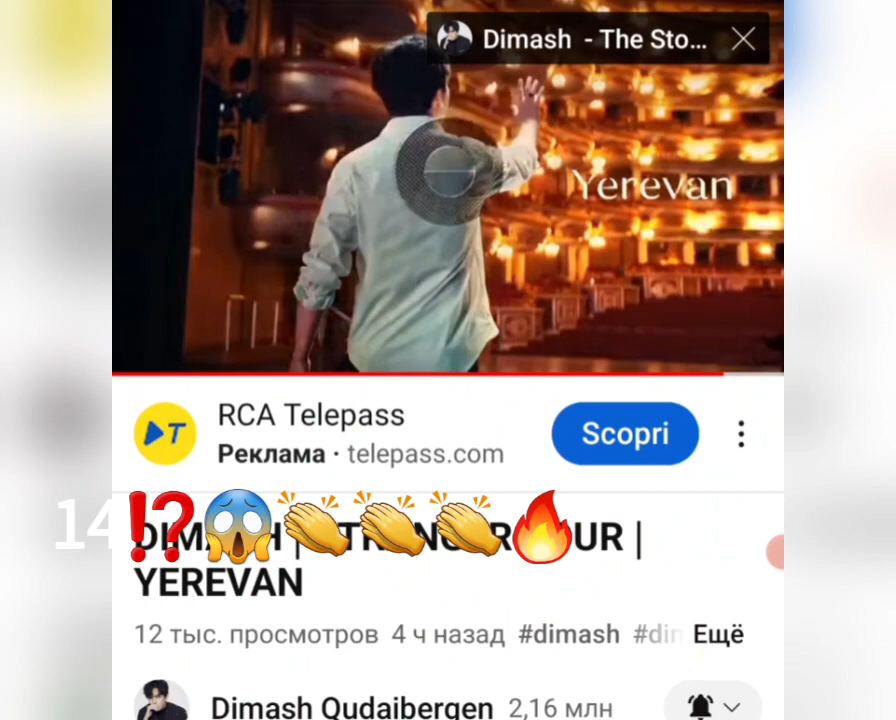 Dimash - The Sto...
Yerevan
RCA Telepass
Реклама · telepass.com
Scopri
T
14
YEREVAN
12 тыс. просмотров 4 ч назад #dimash #din Ещё
Dimash Qudaibergen 2,16 млн